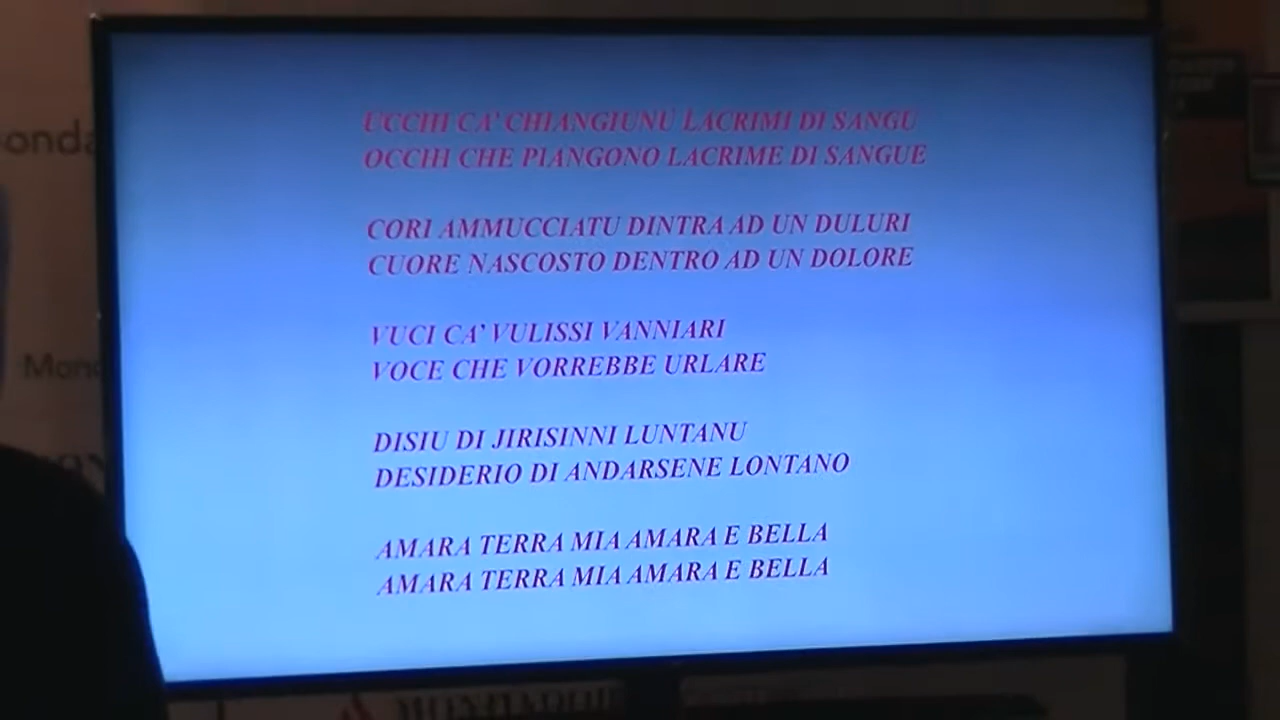 UCCHI CA' CHIANGIUNU LACRIMI DI SANGU
OCCHI CHE PIANGONO LACRIME DI SANGUE
CORI AMMUCCIATU DINTRA AD UN DULURI
CUORE NASCOSTO DENTRO AD UN DOLORE
VUCI CA' VULISSI VANNIARI
VOCE CHE VORREBBE URLARE
DISIU DI JIRISINNI LUNTANU
DESIDERIO DI ANDARSENE LONTANO
AMARA TERRA MIA AMARA E BELLA
AMARA TERRA MIA AMARA E BELLA